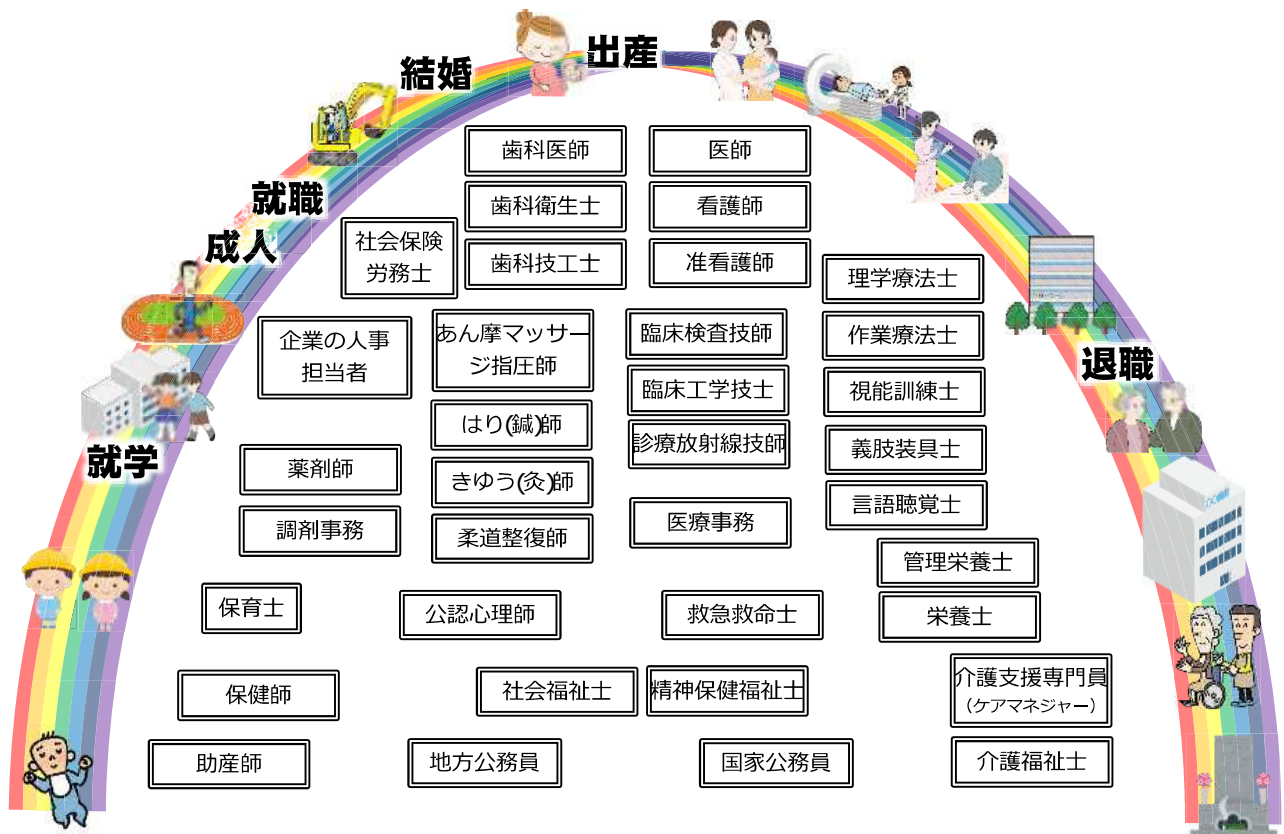 出産
結婚
就職
成人
就学
退職
歯科医師
医師
歯科衛生士
看護師
社会保険
労務士
歯科技工士
准看護師
理学療法士
企業の人事
担当者
あん摩マッサー
ジ指圧師
臨床検査技師
作業療法士
臨床工学技士
視能訓練士
はり(鍼)師
診療放射線技師
義肢装具士
薬剤師
きゆう(灸)師
言語聴覚士
調剤事務
柔道整復師
医療事務
管理栄養士
保育士
公認心理師
救急救命士
栄養士
保健師
社会福祉士
精神保健福祉士
介護支援専門員
（ケアマネジャー）
助産師
地方公務員
国家公務員
介護福祉士